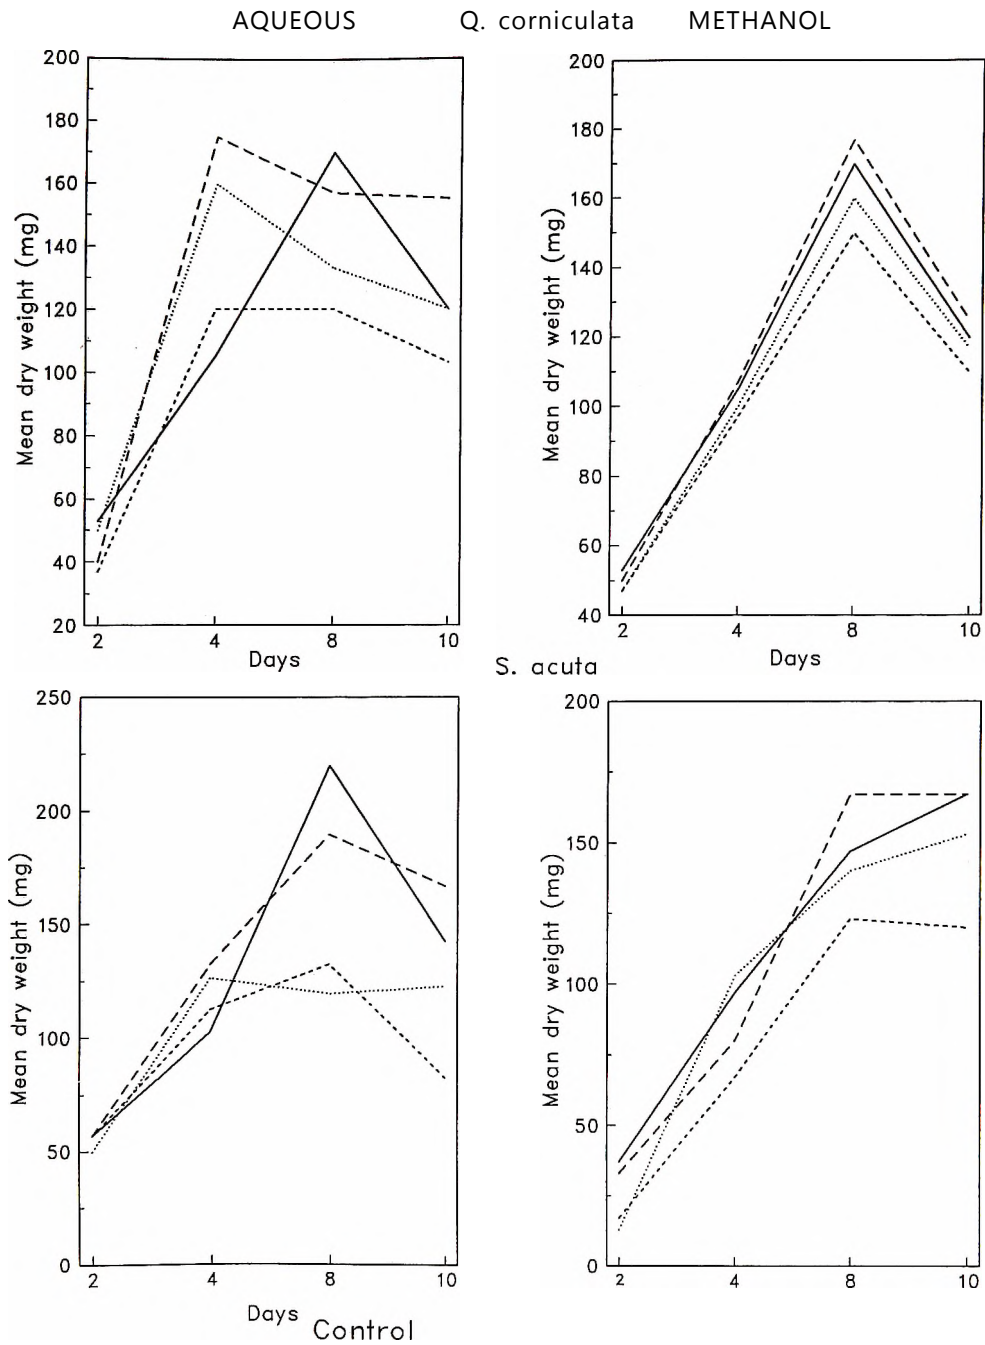 AQUEOUS Q. corniculata METHANOL
200
180
160
140
120
100
80
60
40
20
Mean dry weight (mg)
2 4 8 10
Days
200
180
160
140
120
100
80
60
40
Mean dry weight (mg)
2 4 8 10
Days
S. acuta
250
200
150
100
50
0
Mean dry weight (mg)
2 4 8 10
Days
200
150
100
50
0
Mean dry weight (mg)
2 4 8 10
Control